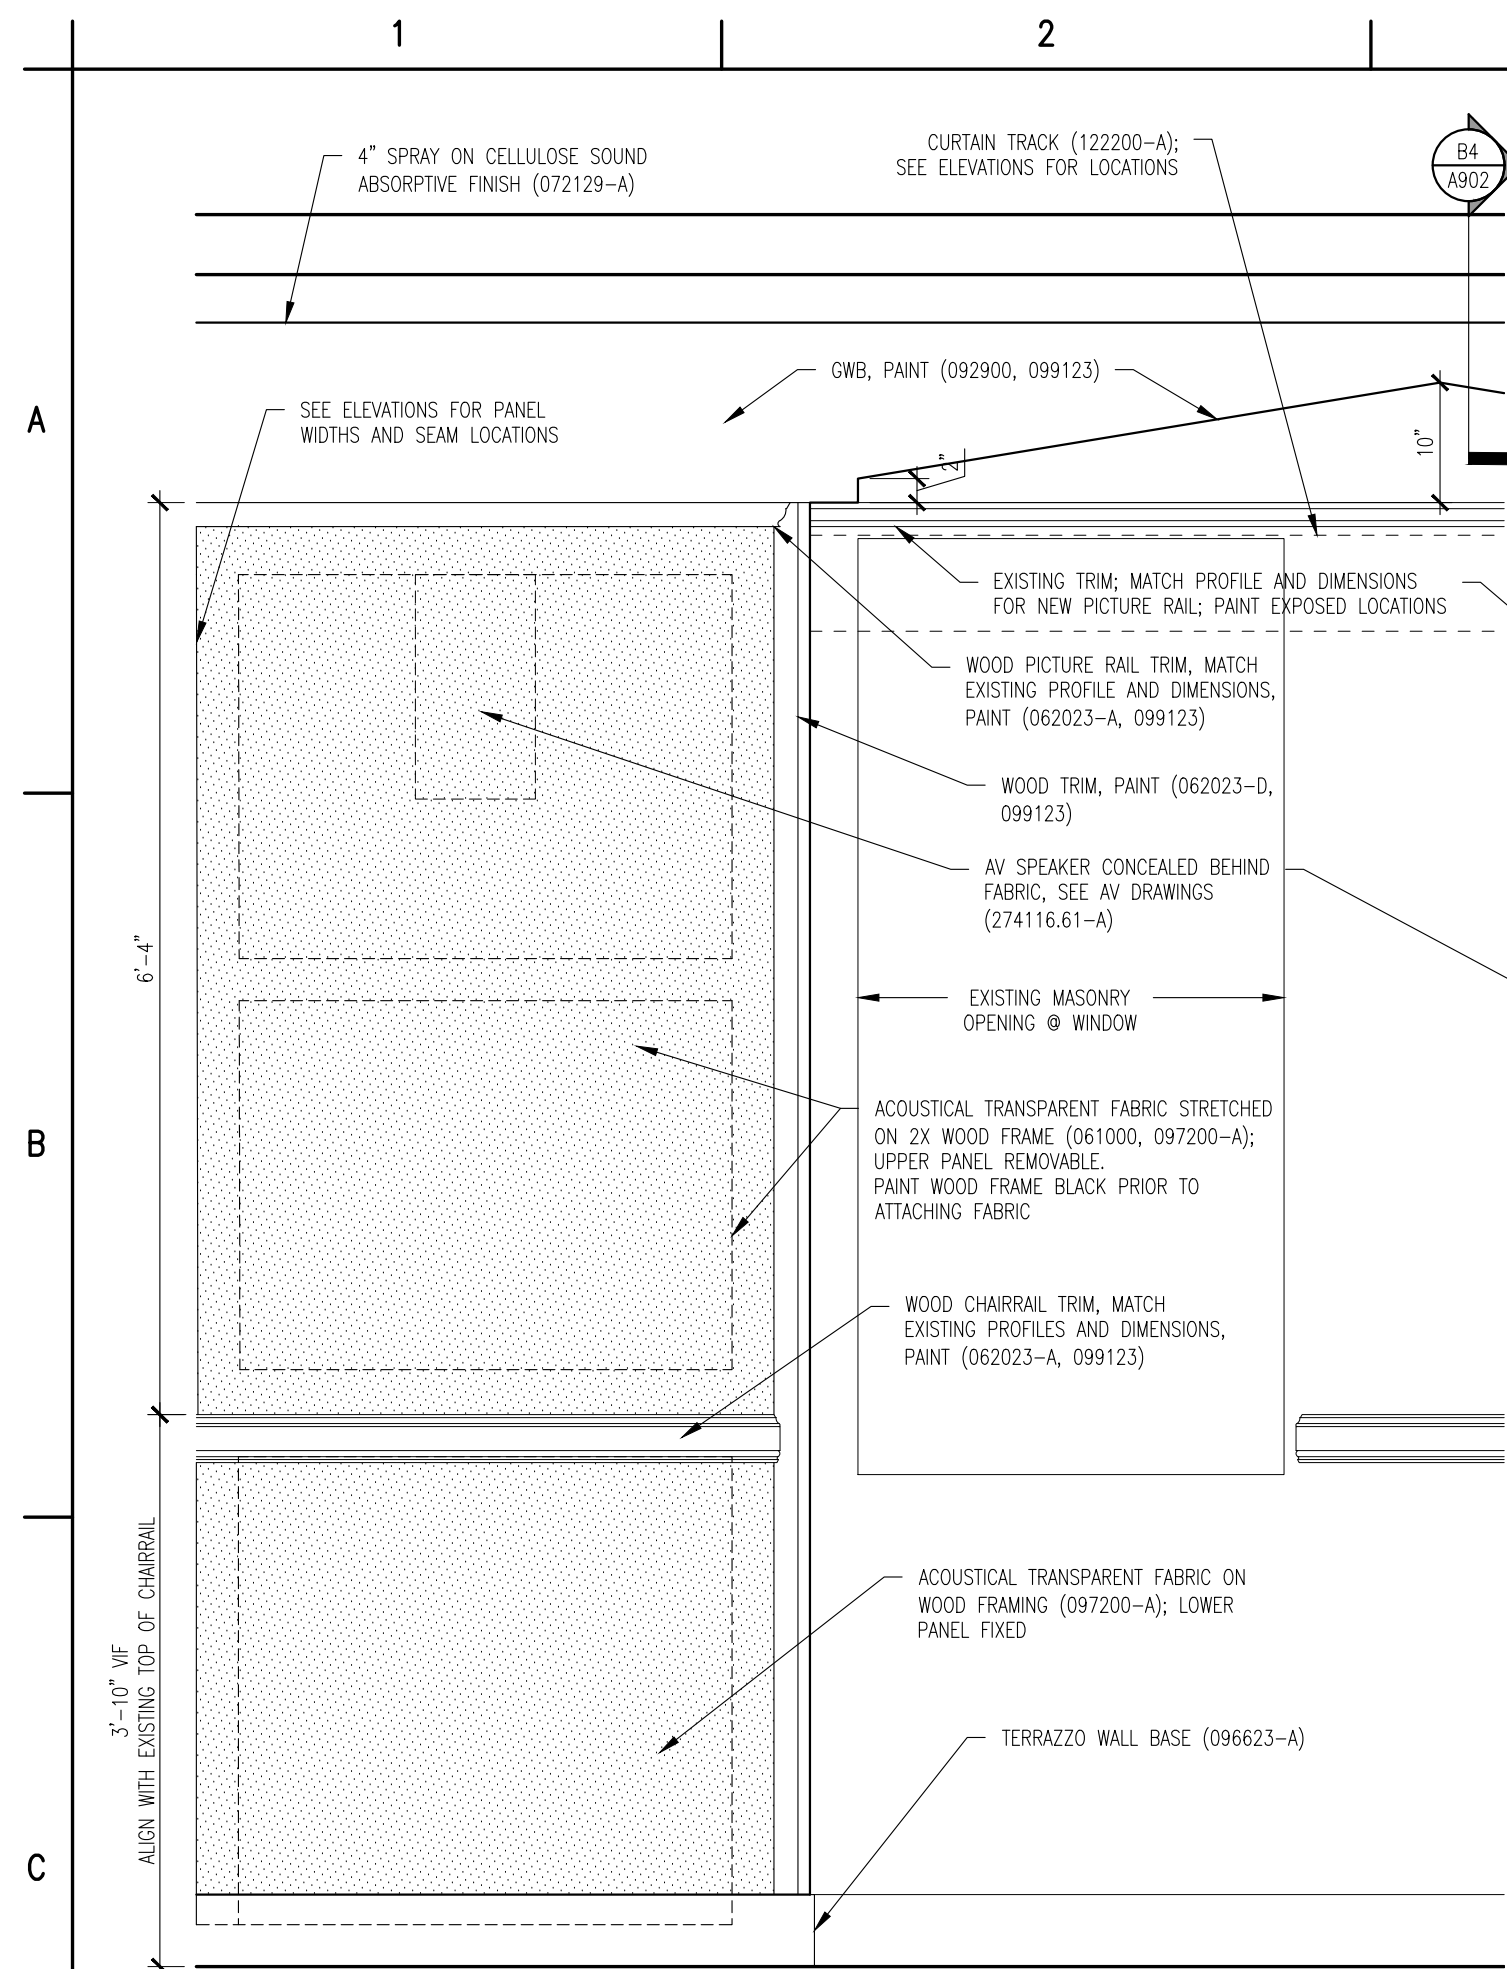 1
2
4" SPRAY ON CELLULOSE SOUND
ABSORPTIVE FINISH (072129-A)
CURTAIN TRACK (122200-A);
SEE ELEVATIONS FOR LOCATIONS
B4
A902
GWB, PAINT (092900, 099123)
A
SEE ELEVATIONS FOR PANEL
WIDTHS AND SEAM LOCATIONS
2"
10"
EXISTING TRIM; MATCH PROFILE AND DIMENSIONS
FOR NEW PICTURE RAIL; PAINT EXPOSED LOCATIONS
WOOD PICTURE RAIL TRIM, MATCH
EXISTING PROFILE AND DIMENSIONS,
PAINT (062023-A, 099123)
WOOD TRIM, PAINT (062023-D,
099123)
AV SPEAKER CONCEALED BEHIND
FABRIC, SEE AV DRAWINGS
(274116.61-A)
6'-4"
EXISTING MASONRY
OPENING @ WINDOW
B
ACOUSTICAL TRANSPARENT FABRIC STRETCHED
ON 2X WOOD FRAME (061000, 097200-A);
UPPER PANEL REMOVABLE.
PAINT WOOD FRAME BLACK PRIOR TO
ATTACHING FABRIC
WOOD CHAIRRAIL TRIM, MATCH
EXISTING PROFILES AND DIMENSIONS,
PAINT (062023-A, 099123)
3'-10" VIF
ALIGN WITH EXISTING TOP OF CHAIRRAIL
ACOUSTICAL TRANSPARENT FABRIC ON
WOOD FRAMING (097200-A); LOWER
PANEL FIXED
TERRAZZO WALL BASE (096623-A)
C